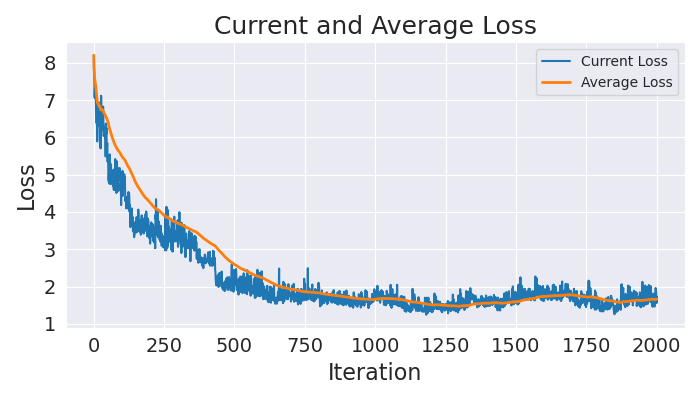 Current and Average Loss
Current Loss
Average Loss
Loss
8
7
6
5
4
3
2
1
0 250 500 750 1000 1250 1500 1750 2000
Iteration